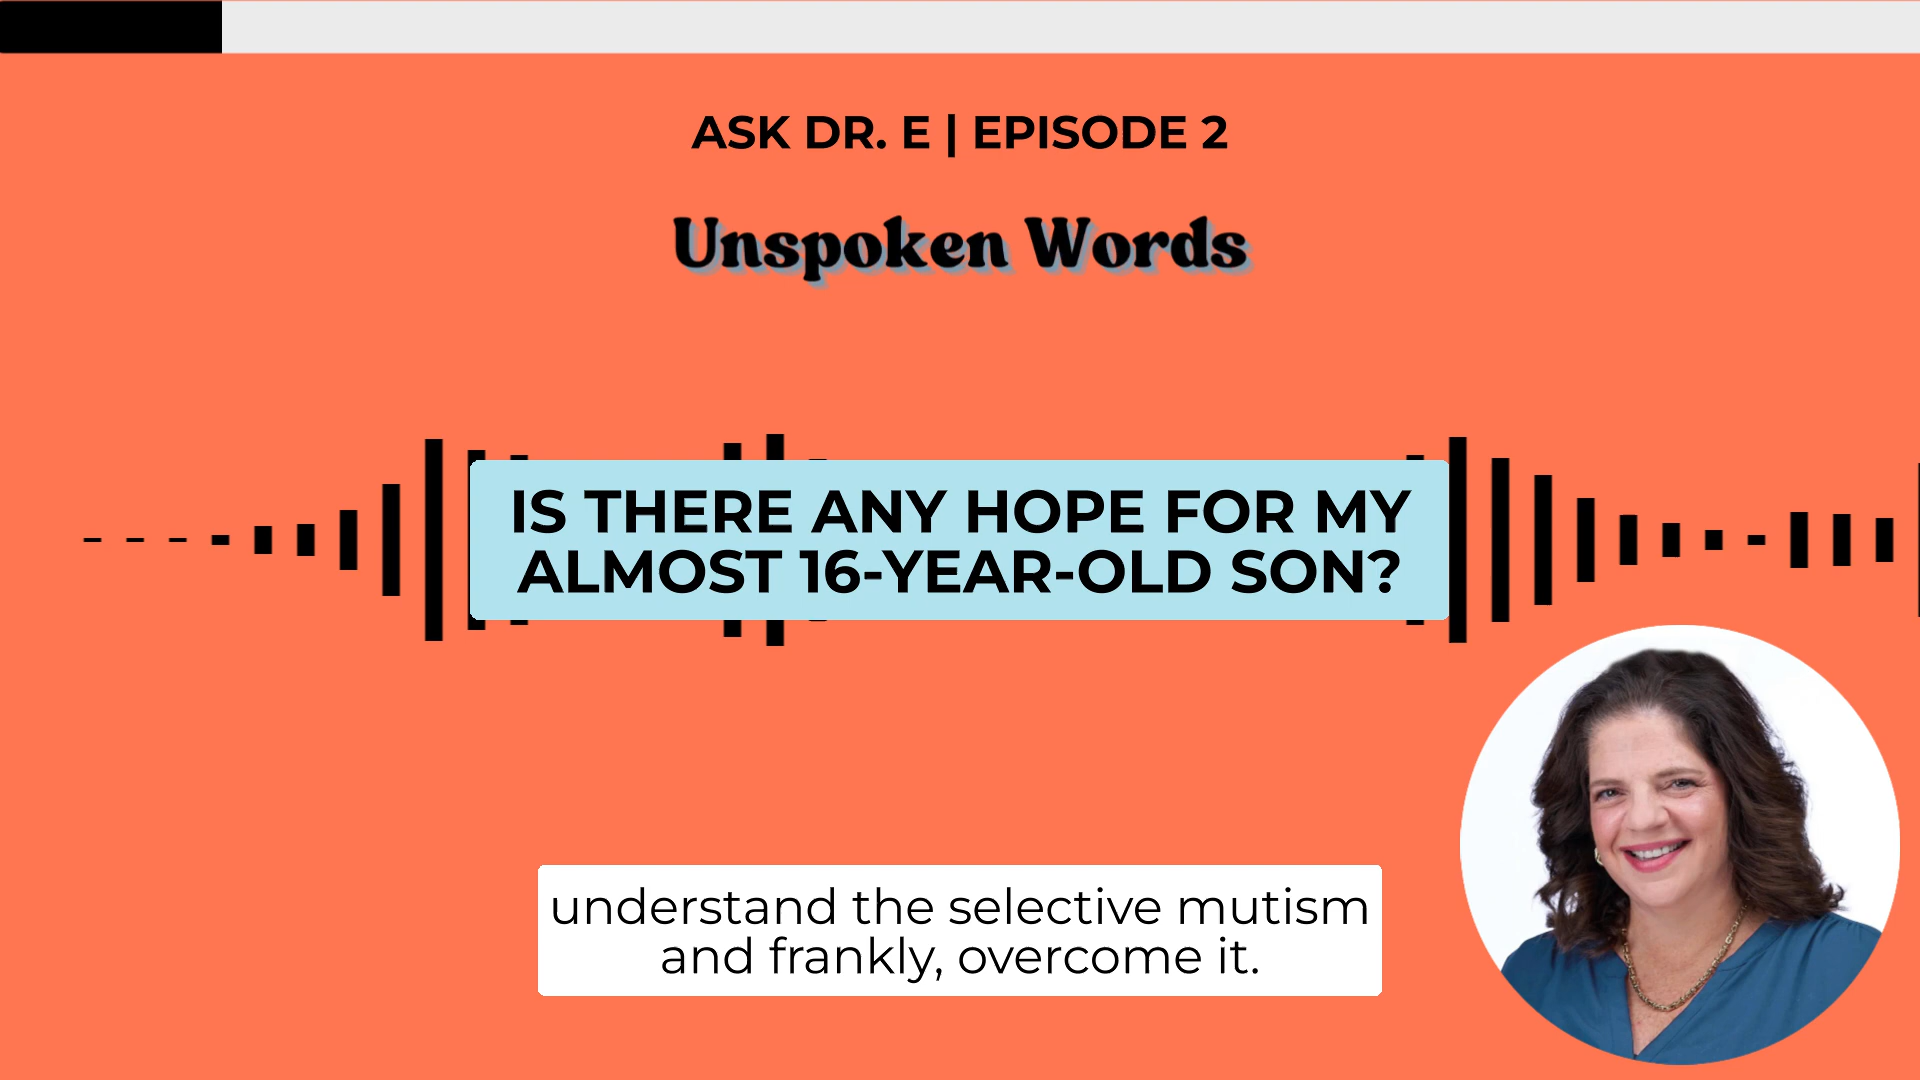 ASK DR. E | EPISODE 2
Unspoken Words
IS THERE ANY HOPE FOR MY
ALMOST 16-YEAR-OLD SON?
understand the selective mutism
and frankly, overcome it.